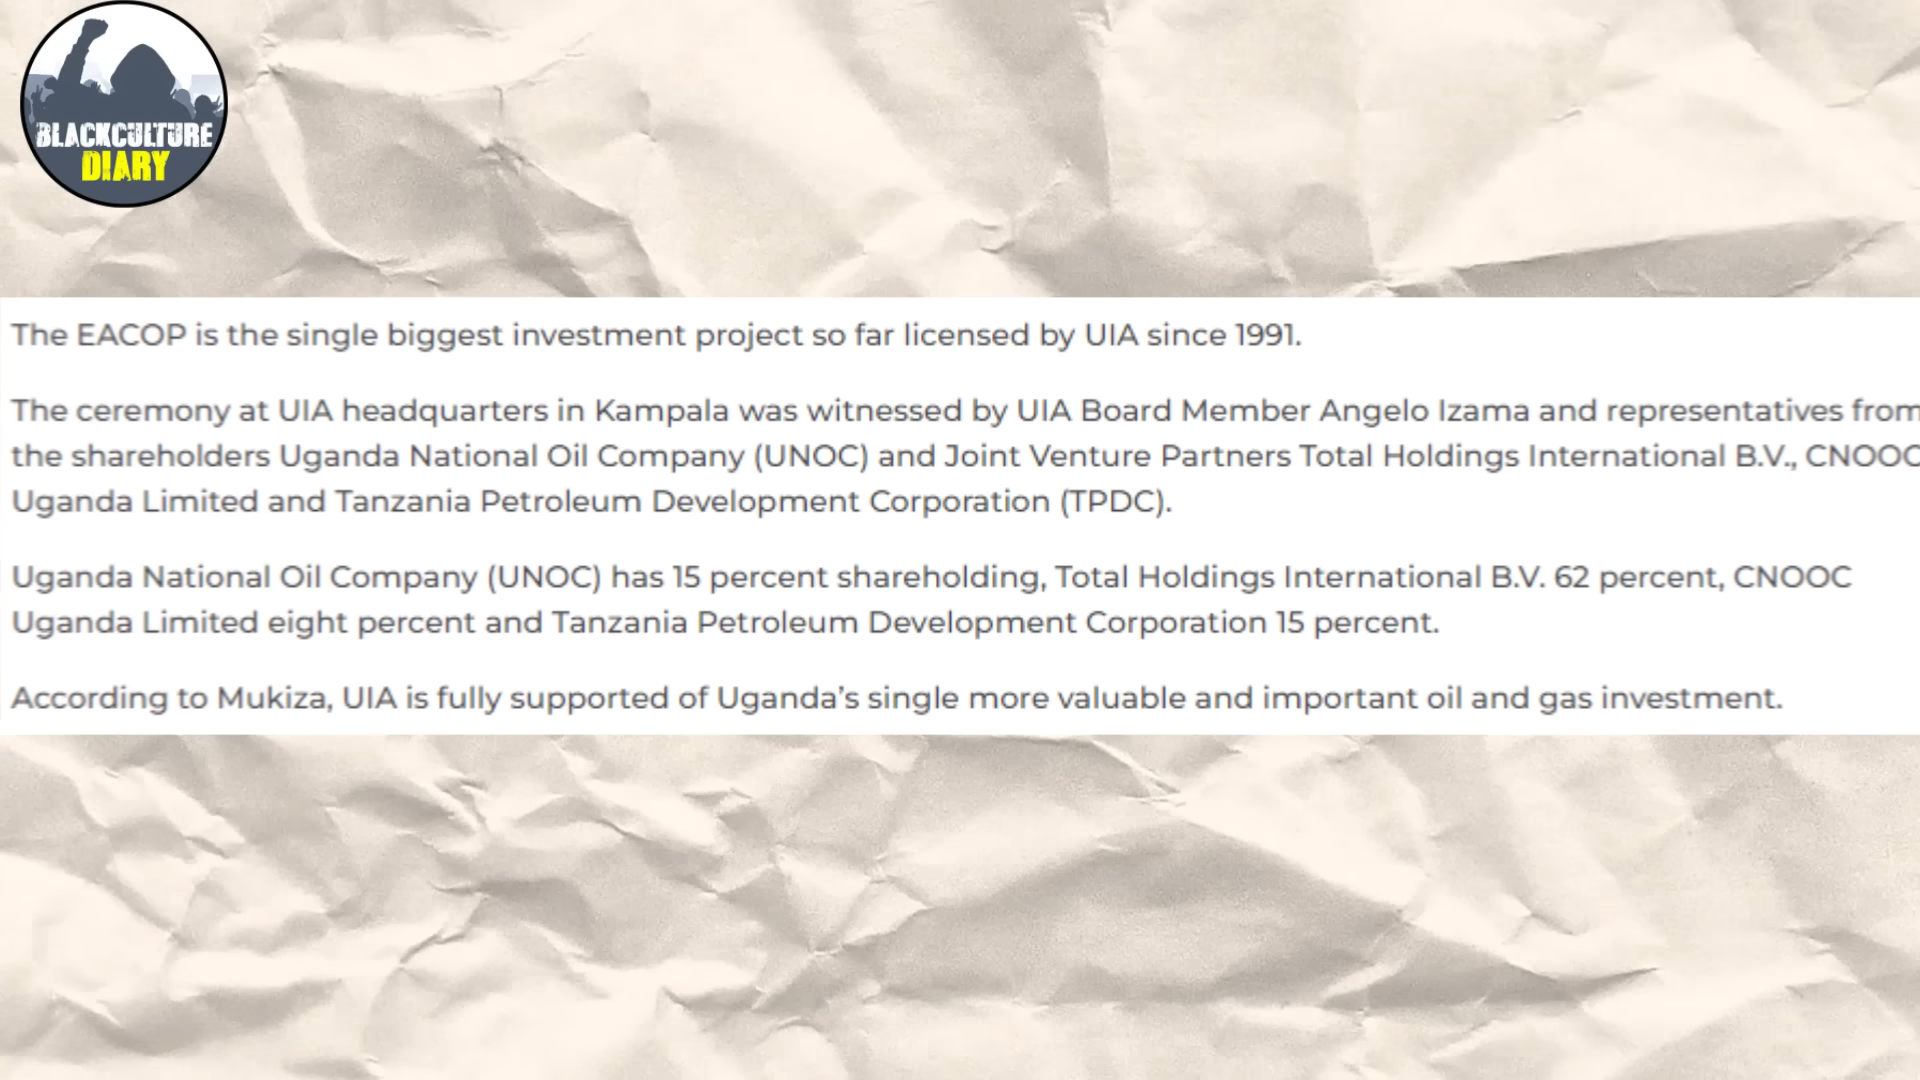 BLACKCULTURE
DIARY
The EACOP is the single biggest investment project so far licensed by UIA since 1991.
The ceremony at UIA headquarters in Kampala was witnessed by UIA Board Member Angelo Izama and representatives from
the shareholders Uganda National Oil Company (UNOC) and Joint Venture Partners Total Holdings International B.V., CNOOC
Uganda Limited and Tanzania Petroleum Development Corporation (TPDC).
Uganda National Oil Company (UNOC) has 15 percent shareholding, Total Holdings International B.V. 62 percent, CNOOC
Uganda Limited eight percent and Tanzania Petroleum Development Corporation 15 percent.
According to Mukiza, UIA is fully supported of Uganda’s single more valuable and important oil and gas investment.